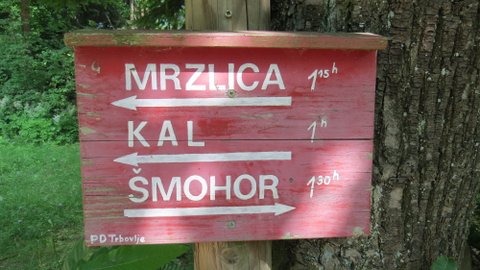 MRZLICA 1 15 h
KAL 1 h
ŠMOHOR 1 30 h
PD Trbovlje